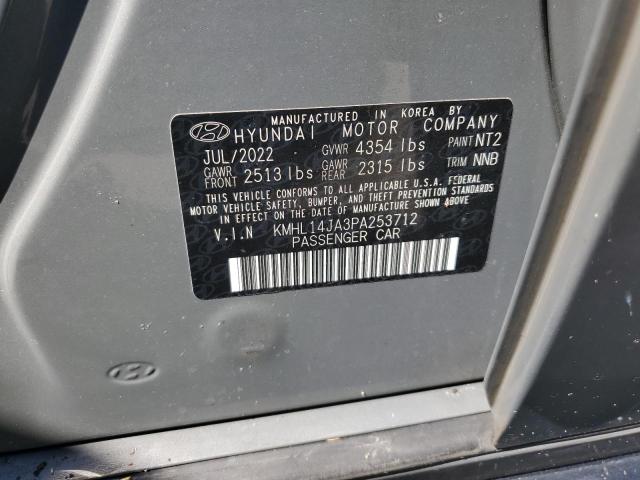 MANUFACTURED IN KOREA BY
HYUNDAI MOTOR COMPANY
JUL/2022 GVWR 4354 lbs PAINT NT2
GAWR FRONT 2513 lbs GAWR REAR 2315 lbs TRIM NNB
THIS VEHICLE CONFORMS TO ALL APPLICABLE U.S.A. FEDERAL
MOTOR VEHICLE SAFETY, BUMPER, AND THEFT PREVENTION STANDARDS
IN EFFECT ON THE DATE OF MANUFACTURE SHOWN ABOVE
V.I.N KMHL14JA3PA253712
PASSENGER CAR